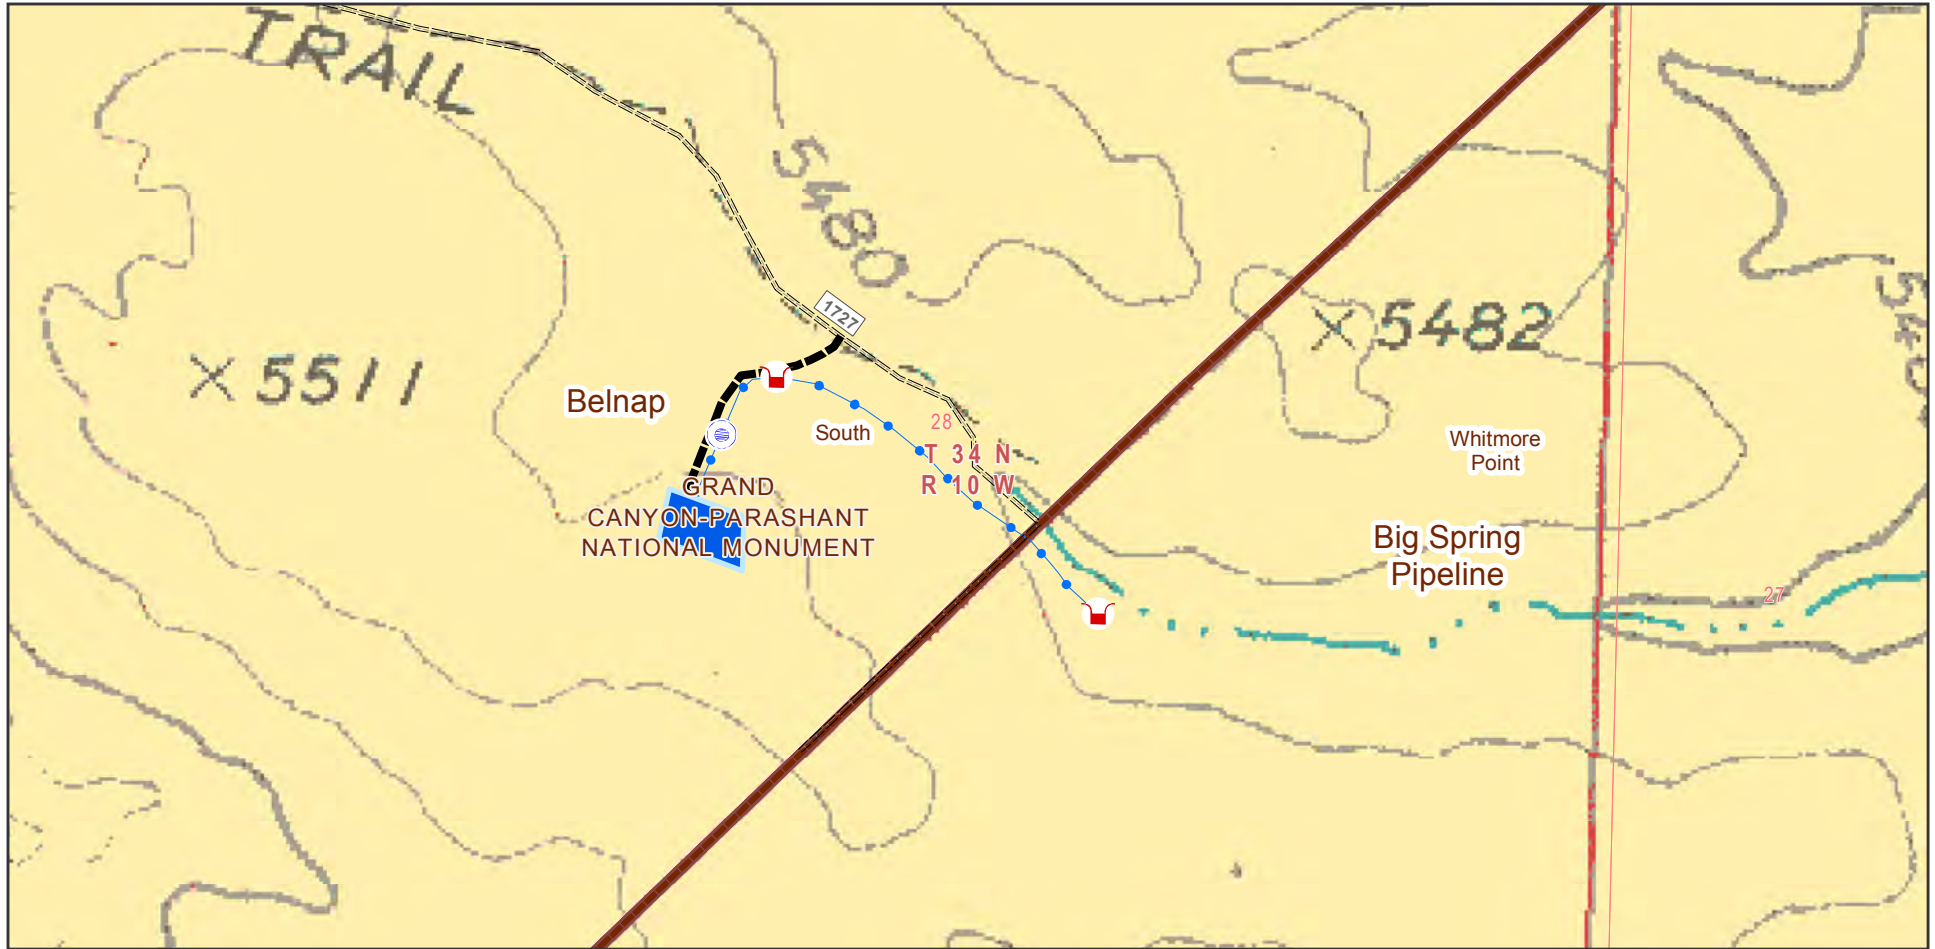 TRAIL
5480
1727
5482
5511
5540
Belnap
28
South
T 34 N
R 10 W
Whitmore
Point
GRAND
CANYON-PARASHANT
NATIONAL MONUMENT
Big Spring
Pipeline
27